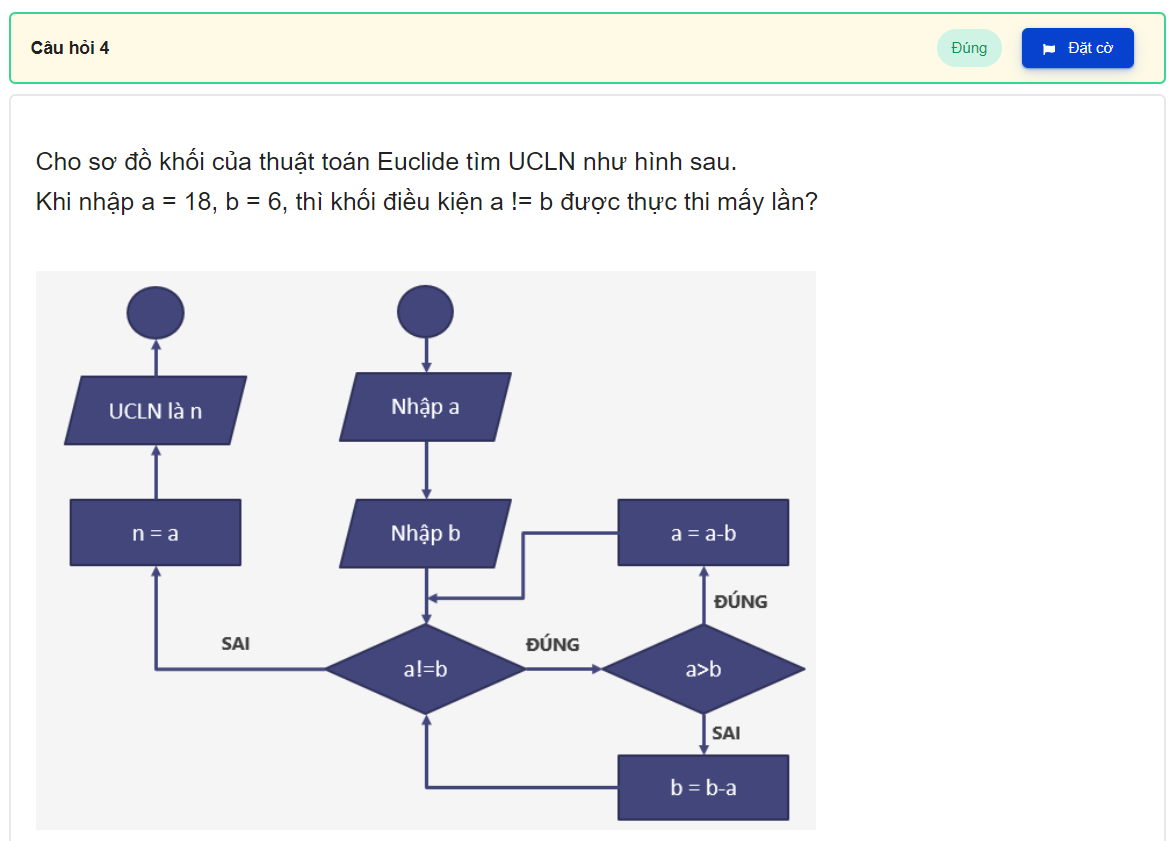 Câu hỏi 4
Đúng
Đặt cờ
Cho sơ đồ khối của thuật toán Euclide tìm UCLN như hình sau.
Khi nhập a = 18, b = 6, thì khối điều kiện a != b được thực thi mấy lần?
UCLN là n
Nhập a
n = a
Nhập b
a = a-b
ĐÚNG
SAI
ĐÚNG
a!=b
a>b
SAI
b = b-a